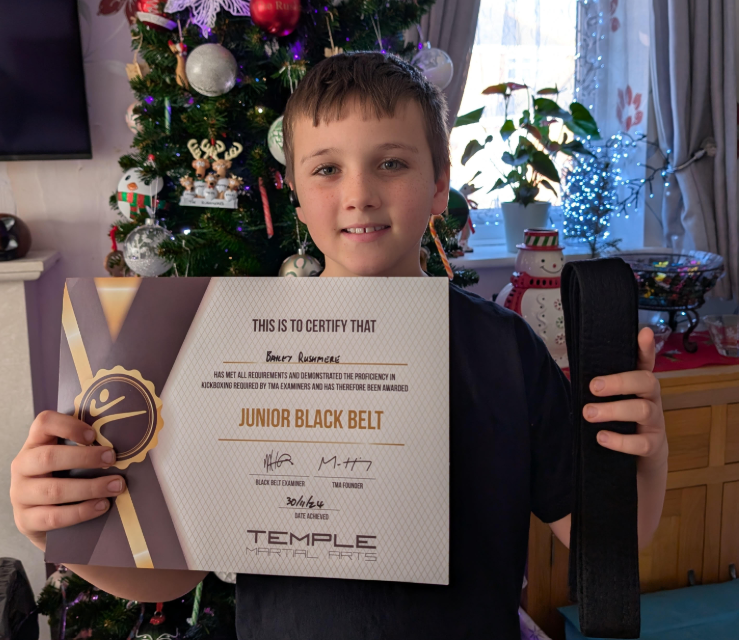 THIS IS TO CERTIFY THAT
BAILEY RUSHMERE
HAS MET ALL REQUIREMENTS AND DEMONSTRATED THE PROFICIENCY IN
KICKBOXING REQUIRED BY TMA EXAMINERS AND HAS THEREFORE BEEN AWARDED
JUNIOR BLACK BELT
BLACK BELT EXAMINER
TMA FOUNDER
30/11/24
DATE ACHIEVED
TEMPLE
MARTIAL ARTS